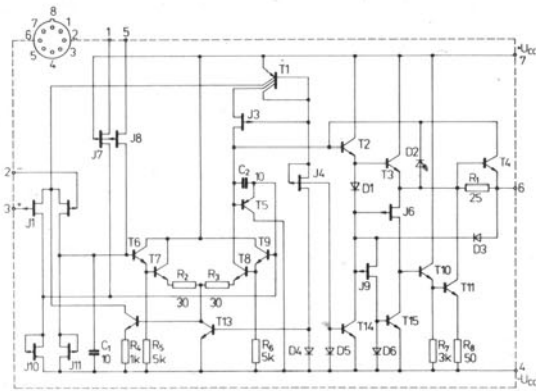 8
7 1
6 2
5 3
4
1 5
+Ucc
7
T1
J3
J7 J8
T2
D2
T4
T3
J4
C2
10
R1
25
6
2 -
3 +
J1
D1
T5
J6
D3
T6
T7
T8
T9
R2
30
R3
30
J9
T10
T11
T13
T14
T15
J10
J11
C1
10
R4
1k
R5
5k
R6
5k
D4
D5
D6
R7
3k
R8
50
4